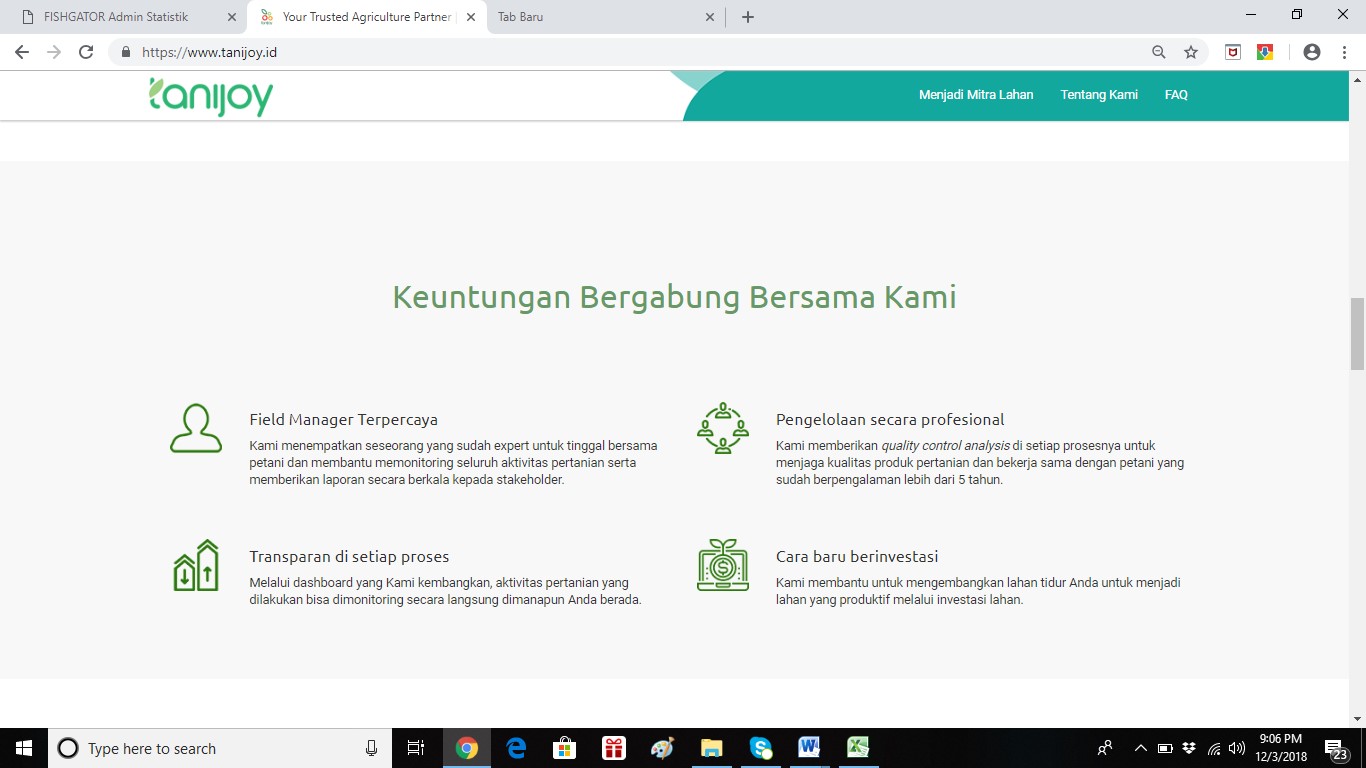 FISHGATOR Admin Statistik
Your Trusted Agriculture Partner |
Tab Baru
https://www.tanijoy.id
tanijoy
Menjadi Mitra Lahan
Tentang Kami
FAQ
Keuntungan Bergabung Bersama Kami
Field Manager Terpercaya
Kami menempatkan seseorang yang sudah expert untuk tinggal bersama
petani dan membantu memonitoring seluruh aktivitas pertanian serta
memberikan laporan secara berkala kepada stakeholder.
Pengelolaan secara profesional
Kami memberikan quality control analysis di setiap prosesnya untuk
menjaga kualitas produk pertanian dan bekerja sama dengan petani yang
sudah berpengalaman lebih dari 5 tahun.
Transparan di setiap proses
Melalui dashboard yang Kami kembangkan, aktivitas pertanian yang
dilakukan bisa dimonitoring secara langsung dimanapun Anda berada.
Cara baru berinvestasi
Kami membantu untuk mengembangkan lahan tidur Anda untuk menjadi
lahan yang produktif melalui investasi lahan.
Type here to search
9:06 PM
12/3/2018
23